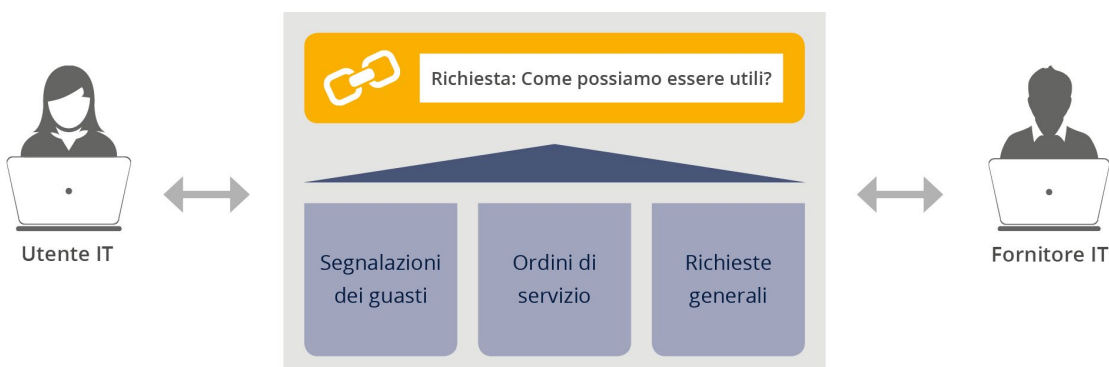 Richiesta: Come possiamo essere utili?
Utente IT
Segnalazioni
dei guasti
Ordini di
servizio
Richieste
generali
Fornitore IT